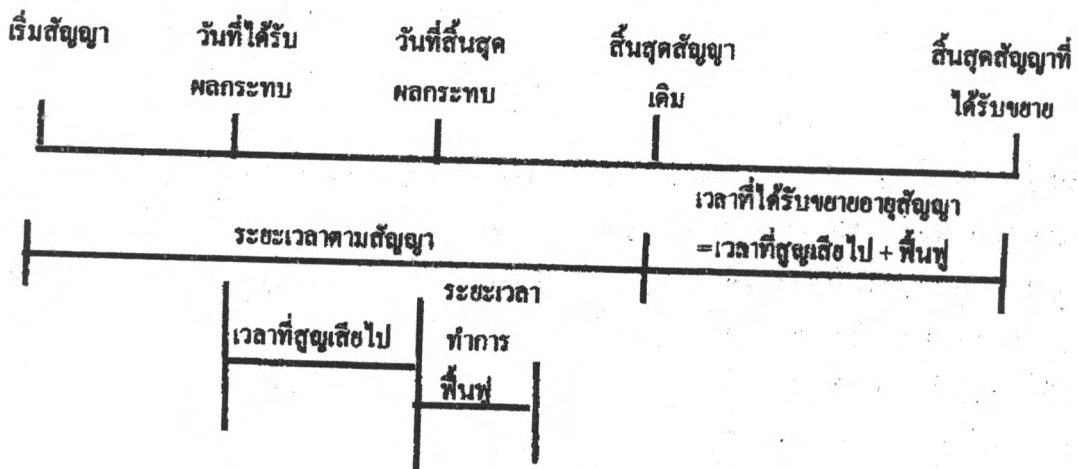 เริ่มสัญญา
วันที่ได้รับ
ผลกระทบ
วันที่สิ้นสุด
ผลกระทบ
สิ้นสุดสัญญา
เดิม
สิ้นสุดสัญญาที่
ได้รับขยาย
เวลาที่ได้รับขยายอายุสัญญา
=เวลาที่สูญเสียไป + ฟื้นฟู
ระยะเวลาตามสัญญา
เวลาที่สูญเสียไป
ระยะเวลา
ทำการ
ฟื้นฟู